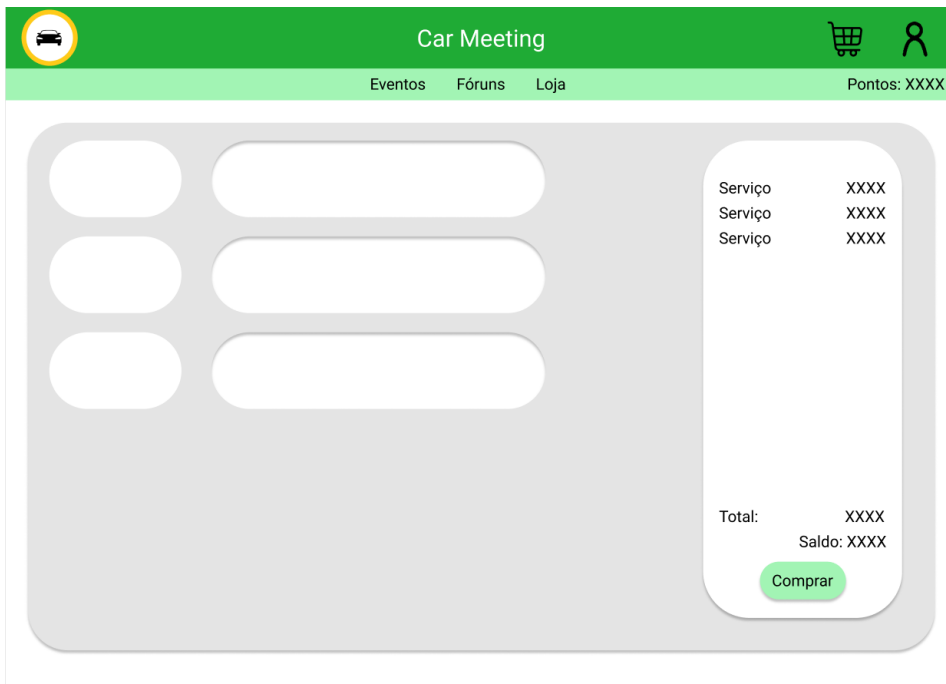 Car Meeting
Eventos Fóruns Loja Pontos: XXXX
Serviço XXXX
Serviço XXXX
Serviço XXXX
Total: XXXX
Saldo: XXXX
Comprar